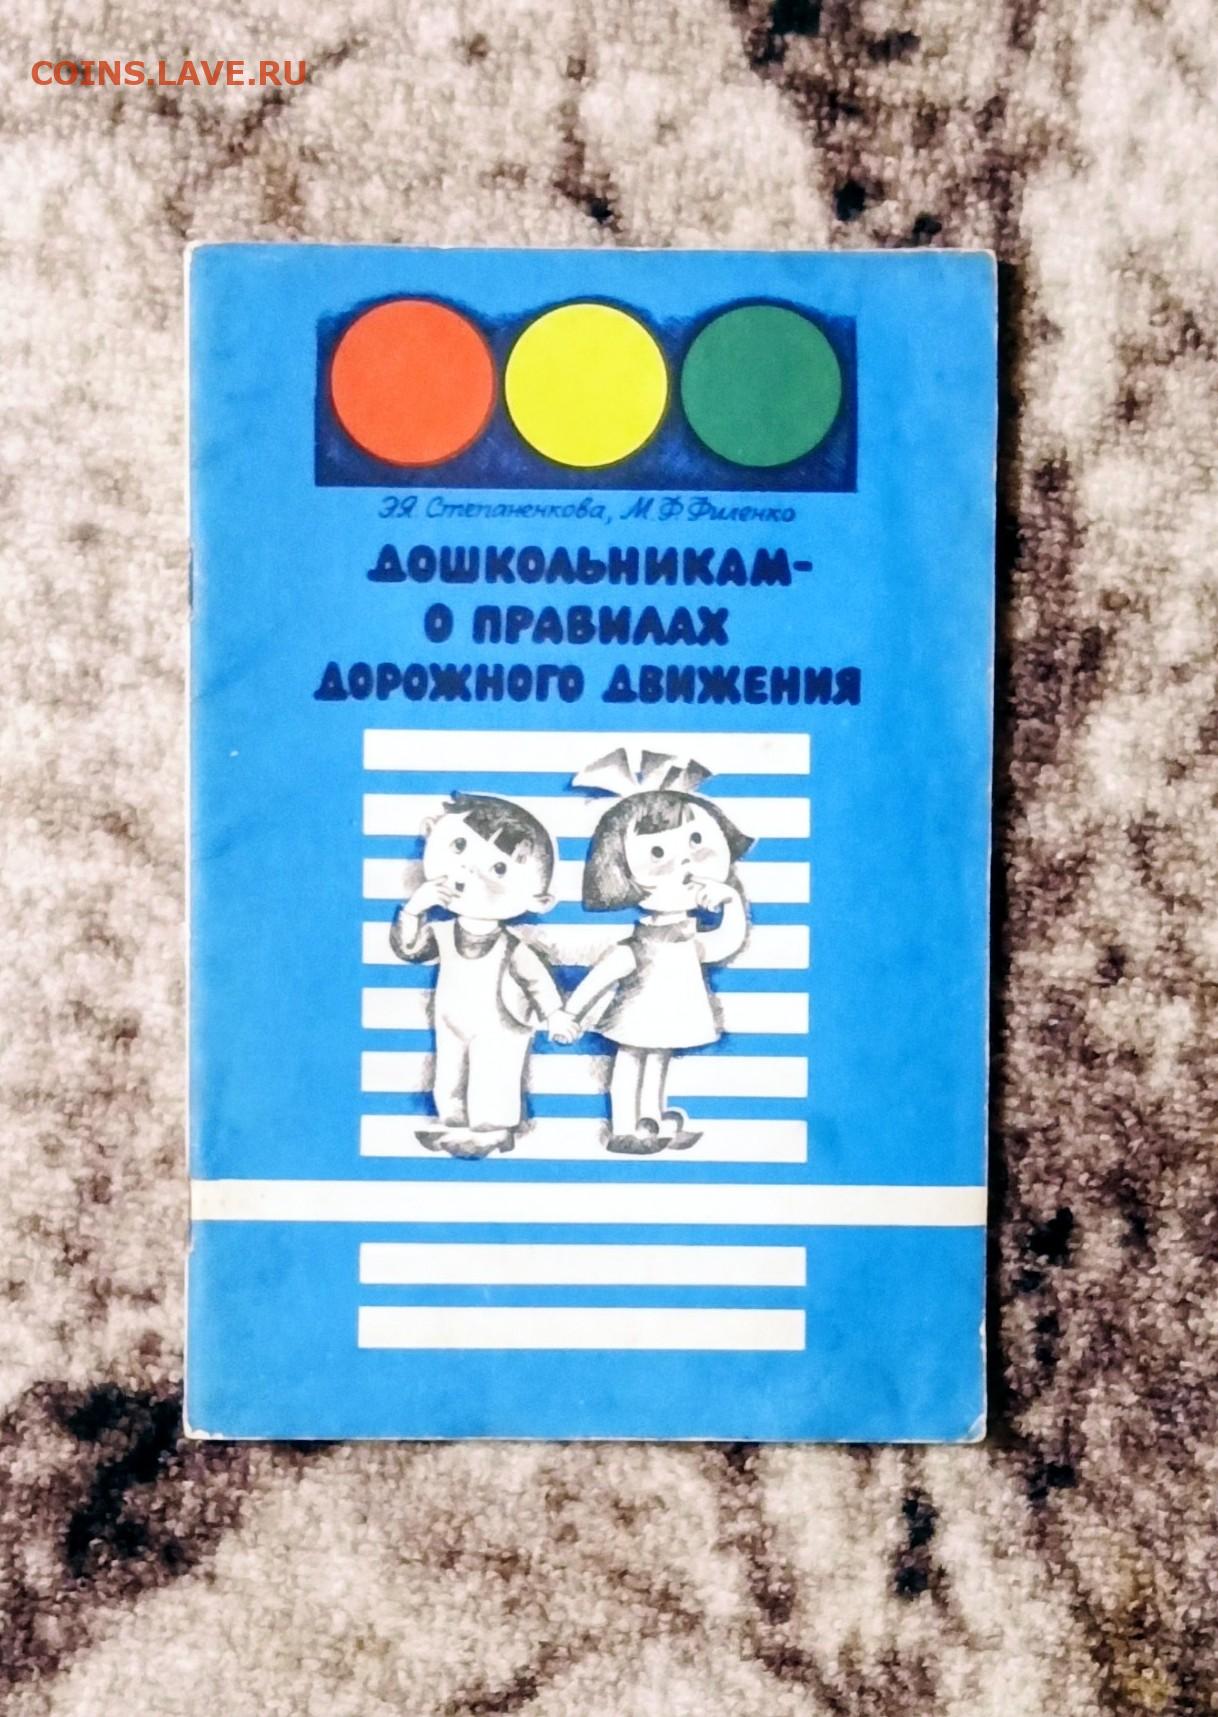 COINS.LAVE.RU
Э.Я. Степаненкова, М.Ф. Филенко
ДОШКОЛЬНИКАМ-
О ПРАВИЛАХ
ДОРОЖНОГО ДВИЖЕНИЯ